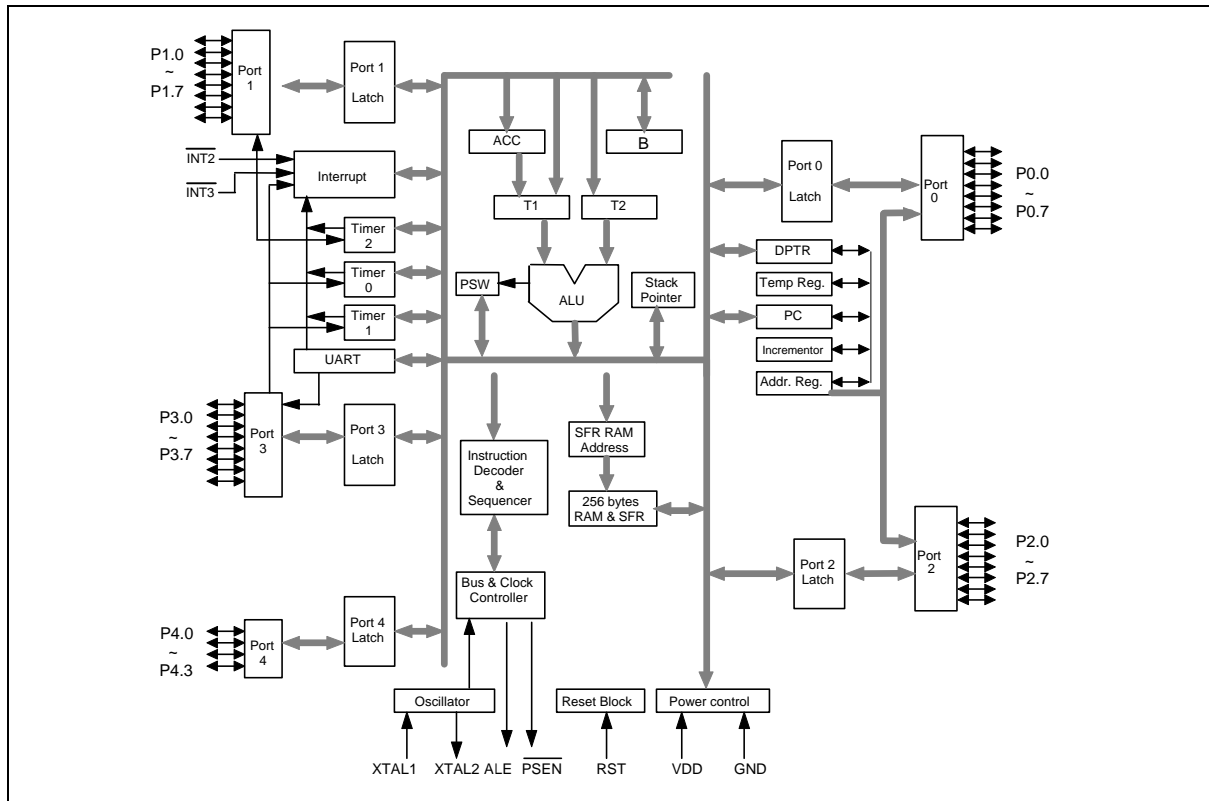 P1.0
~
P1.7
Port
1
Port 1
Latch
INT2
INT3
Interrupt
Timer
2
Timer
0
Timer
1
UART
P3.0
~
P3.7
Port
3
Port 3
Latch
P4.0
~
P4.3
Port
4
Port 4
Latch
ACC
B
T1
T2
PSW
ALU
Stack
Pointer
Instruction
Decoder
&
Sequencer
SFR RAM
Address
256 bytes
RAM & SFR
Bus & Clock
Controller
Oscillator
Reset Block
Power control
XTAL1
XTAL2
ALE
PSEN
RST
VDD
GND
Port 0
Latch
Port
0
P0.0
~
P0.7
DPTR
Temp Reg.
PC
Incrementor
Addr. Reg.
Port 2
Latch
Port
2
P2.0
~
P2.7